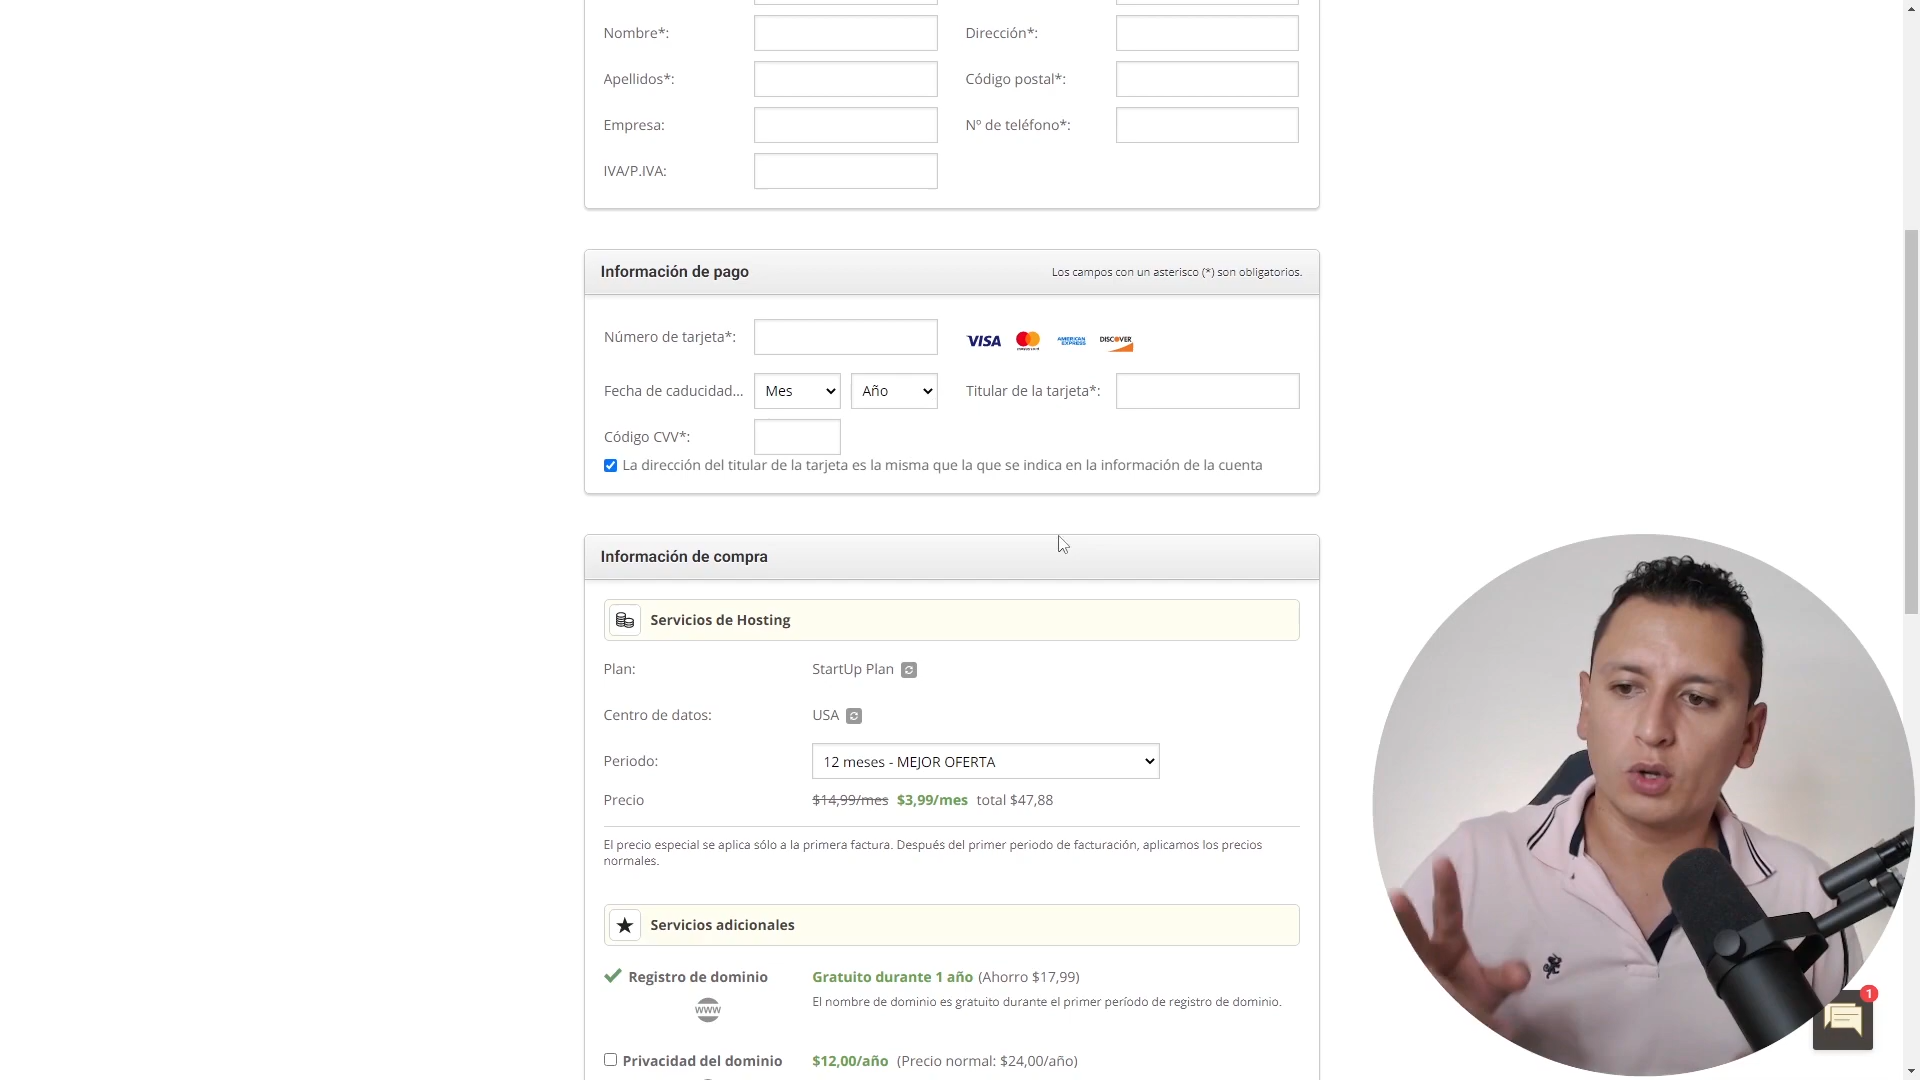 Nombre*:
Dirección*:
Apellidos*:
Código postal*:
Empresa:
Nº de teléfono*:
IVA/P.IVA:
Información de pago
Los campos con un asterisco (*) son obligatorios.
Número de tarjeta*:
VISA
AMERICAN EXPRESS
DISCOVER
Fecha de caducidad...
Mes
Año
Titular de la tarjeta*:
Código CVV*:
La dirección del titular de la tarjeta es la misma que la que se indica en la información de la cuenta
Información de compra
Servicios de Hosting
Plan:
StartUp Plan
Centro de datos:
USA
Periodo:
12 meses - MEJOR OFERTA
Precio
$14,99/mes $3,99/mes total $47,88
El precio especial se aplica sólo a la primera factura. Después del primer periodo de facturación, aplicamos los precios
normales.
Servicios adicionales
Registro de dominio
Gratuito durante 1 año (Ahorro $17,99)
El nombre de dominio es gratuito durante el primer período de registro de dominio.
www
Privacidad del dominio
$12,00/año (Precio normal: $24,00/año)
1